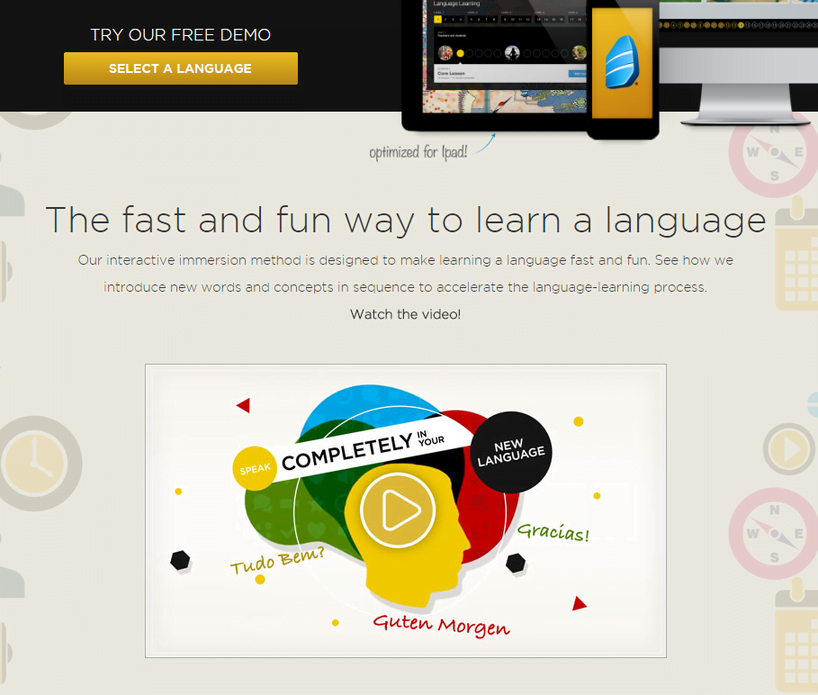 TRY OUR FREE DEMO
SELECT A LANGUAGE
Language Learning
Core Lesson
optimized for Ipad!
The fast and fun way to learn a language
Our interactive immersion method is designed to make learning a language fast and fun. See how we
introduce new words and concepts in sequence to accelerate the language-learning process.
Watch the video!
SPEAK
COMPLETELY
IN
YOUR
NEW
LANGUAGE
Gracias!
Tudo Bem?
Guten Morgen
W
E
S
N
W
E
S